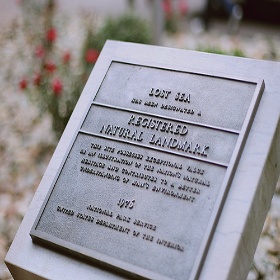 LOST SEA
HAS BEEN DESIGNATED A
REGISTERED
NATURAL LANDMARK
THIS SITE POSSESSES EXCEPTIONAL VALUE
AS AN ILLUSTRATION OF THE NATION'S NATURAL
HERITAGE AND CONTRIBUTES TO A BETTER
UNDERSTANDING OF MAN'S ENVIRONMENT
NATIONAL PARK SERVICE
UNITED STATES DEPARTMENT OF THE INTERIOR